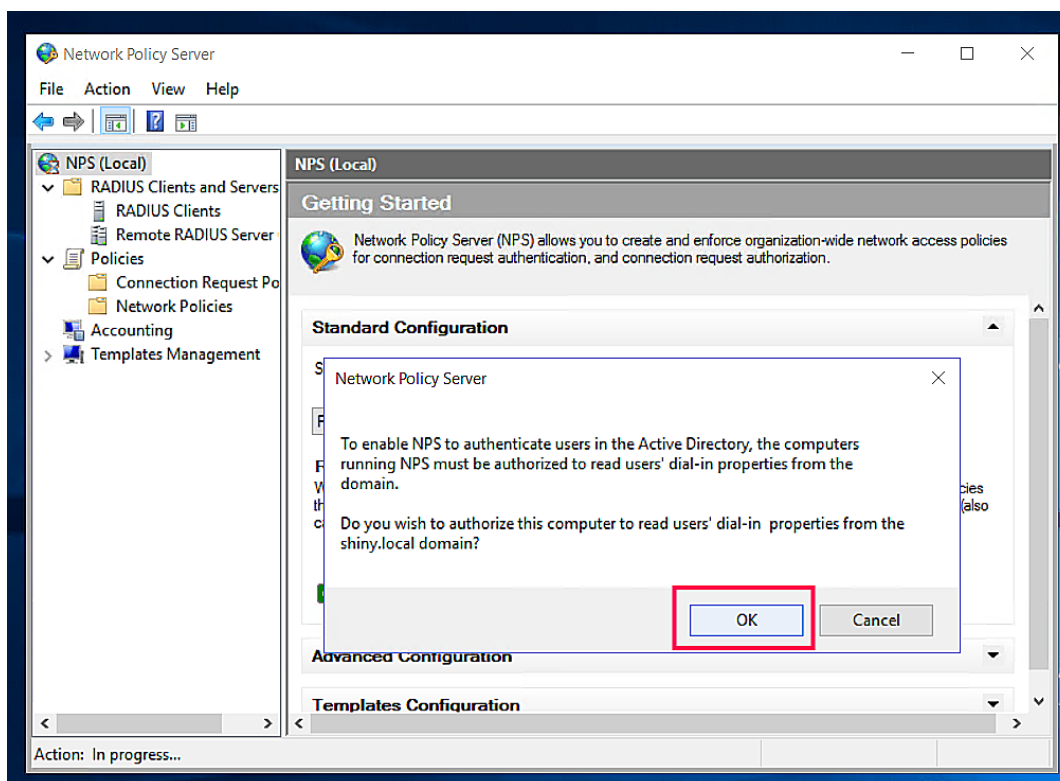 Network Policy Server
File Action View Help
NPS (Local)
RADIUS Clients and Servers
RADIUS Clients
Remote RADIUS Server
Policies
Connection Request Po
Network Policies
Accounting
Templates Management
NPS (Local)
Getting Started
Network Policy Server (NPS) allows you to create and enforce organization-wide network access policies
for connection request authentication, and connection request authorization.
Standard Configuration
Network Policy Server
To enable NPS to authenticate users in the Active Directory, the computers
running NPS must be authorized to read users' dial-in properties from the
domain.
Do you wish to authorize this computer to read users' dial-in properties from the
shiny.local domain?
OK Cancel
cies
(also
Advanced Configuration
Templates Configuration
Action: In progress...